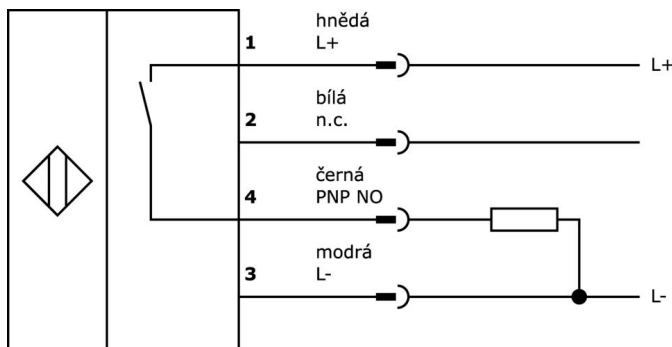 hnědá
1 L+
L+
bílá
2 n.c.
černá
4 PNP NO
modrá
3 L-
L-